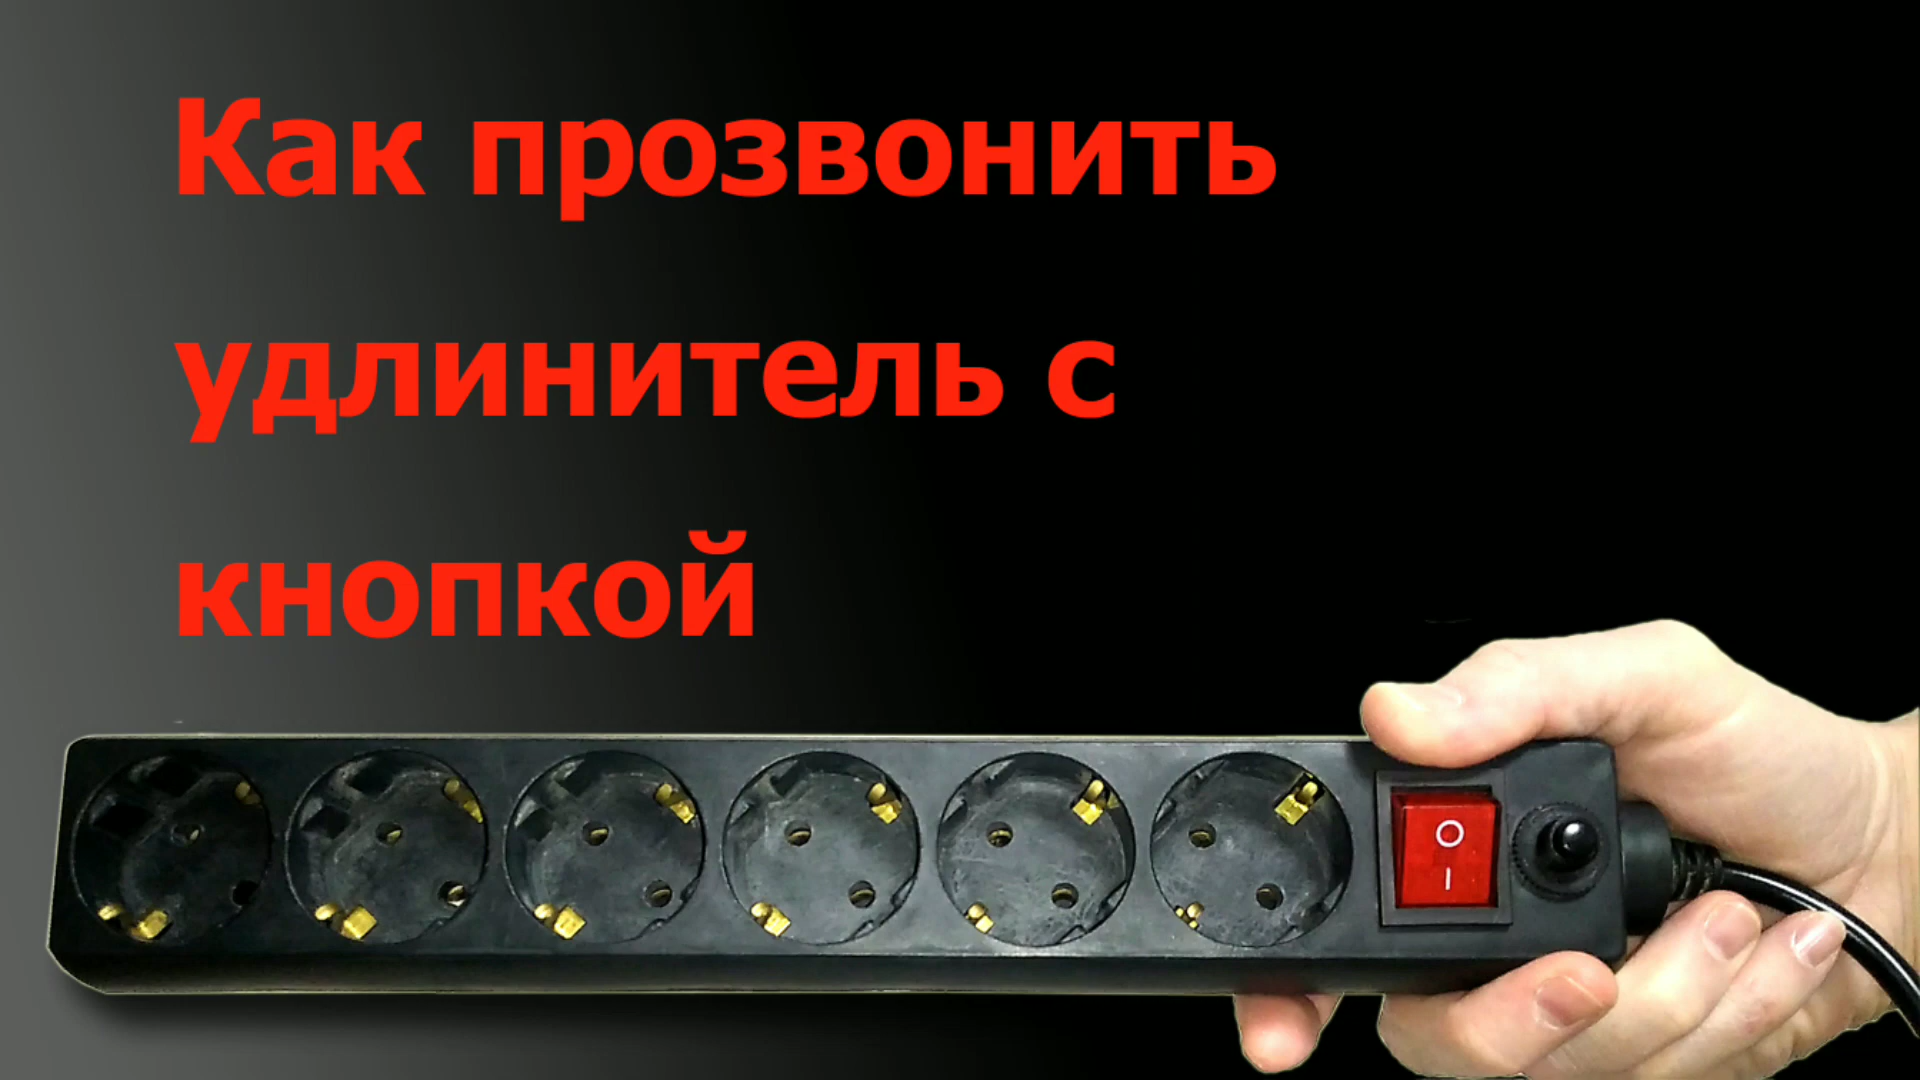 Как прозвонить
удлинитель с
кнопкой
O
I